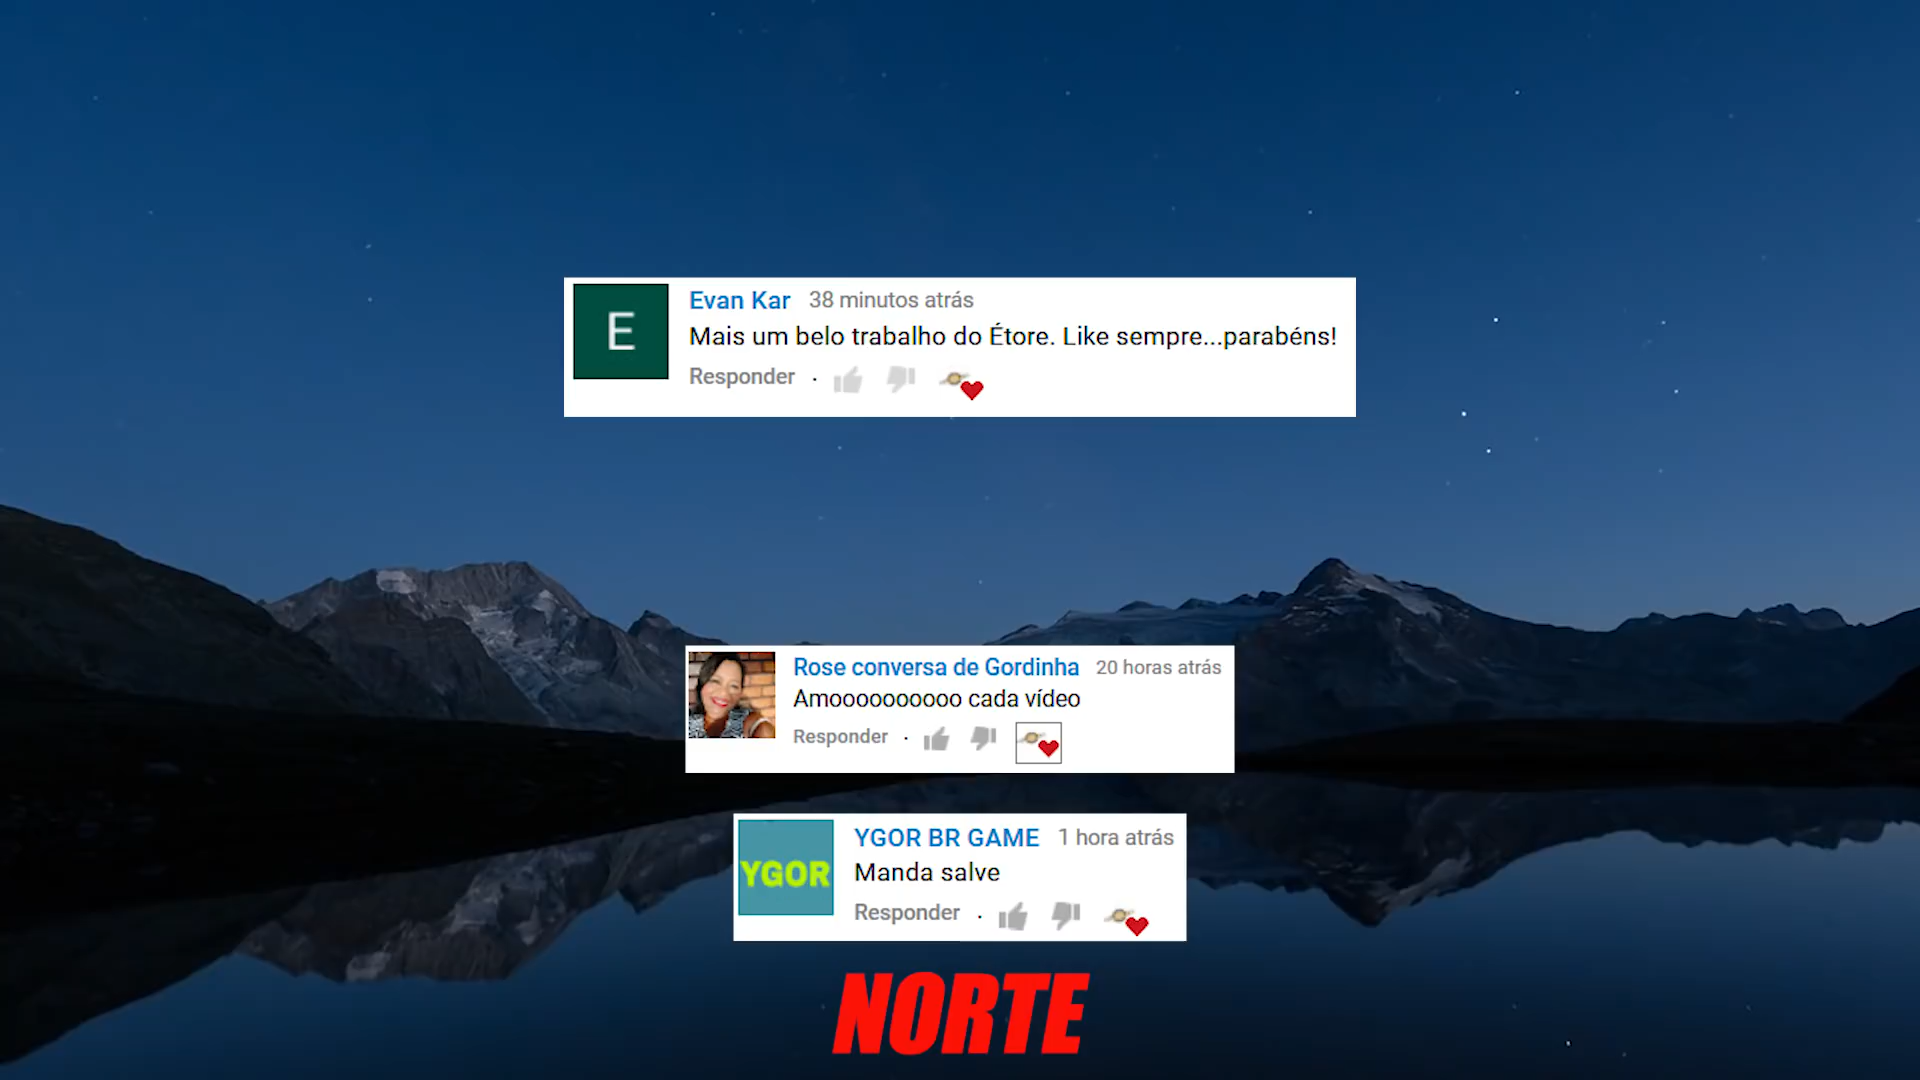 E
Evan Kar 38 minutos atrás
Mais um belo trabalho do Étore. Like sempre...parabéns!
Responder ·
Rose conversa de Gordinha 20 horas atrás
Amoooooooooo cada vídeo
Responder ·
YGOR
YGOR BR GAME 1 hora atrás
Manda salve
Responder ·
NORTE